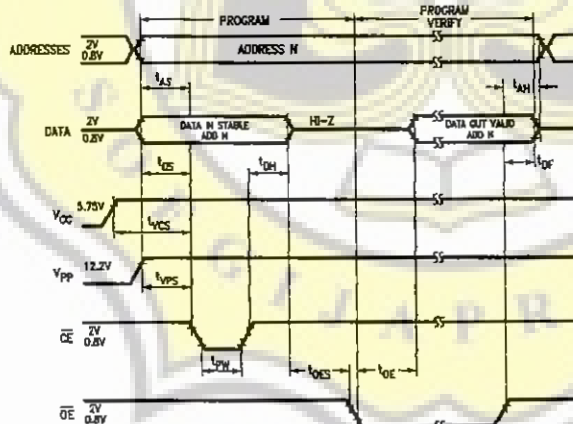 PROGRAM
PROGRAM
VERIFY
ADDRESSES 2V
0.8V
ADDRESS N
tAS
tAH
DATA 2V
0.8V
DATA IN STABLE
ADD N
HI-Z
DATA OUT VALID
ADD N
tDS
tDH
tDF
VCC 5.75V
tVCS
VPP 12.2V
tVPS
CE 2V
0.8V
tPW
tOES
tOE
OE 2V
0.8V